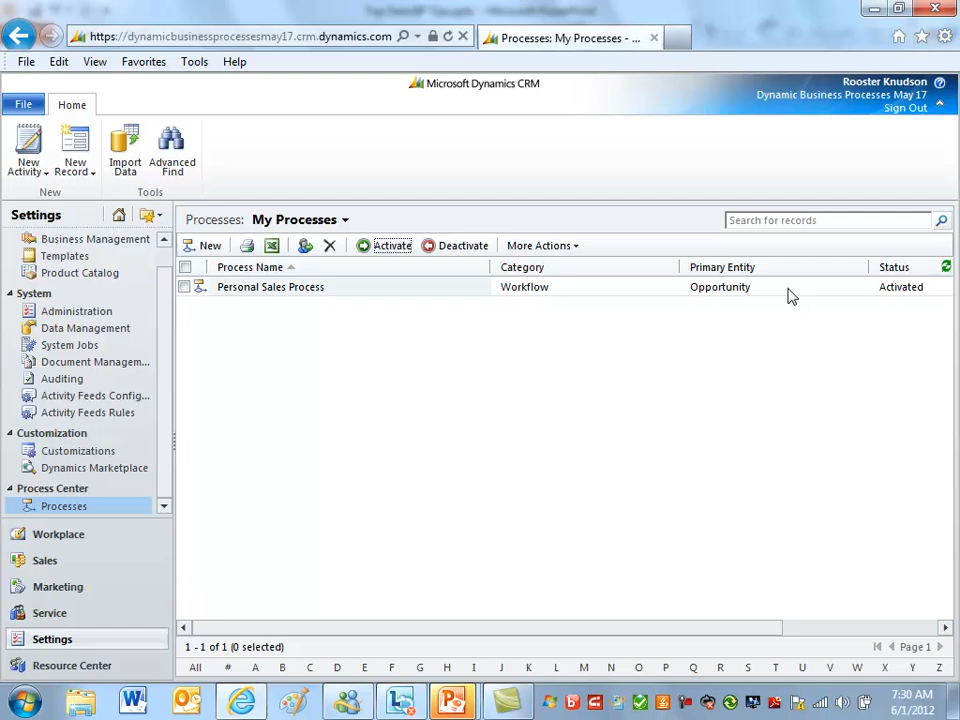 https://dynamicbusinessprocessesmay17.crm.dynamics.com
Processes: My Processes - ...
File Edit View Favorites Tools Help
Microsoft Dynamics CRM
Rooster Knudson
Dynamic Business Processes May 17
Sign Out
File Home
New Activity
New Record
Import Data
Advanced Find
New
Tools
Settings
Business Management
Templates
Product Catalog
System
Administration
Data Management
System Jobs
Document Managem...
Auditing
Activity Feeds Config...
Activity Feeds Rules
Customization
Customizations
Dynamics Marketplace
Process Center
Processes
Workplace
Sales
Marketing
Service
Settings
Resource Center
Processes: My Processes
Search for records
New Activate Deactivate More Actions
Process Name Category Primary Entity Status
Personal Sales Process Workflow Opportunity Activated
1 - 1 of 1 (0 selected)
Page 1
All # A B C D E F G H I J K L M N O P Q R S T U V W X Y Z
7:30 AM
6/1/2012